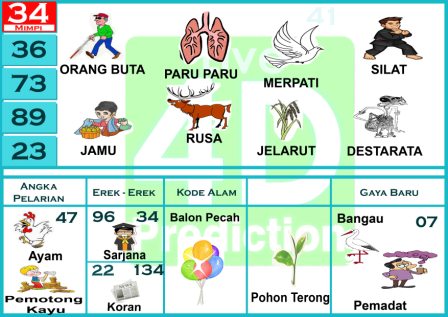 34
MIMPI
36
73
89
23
41
ORANG BUTA
PARU PARU
MERPATI
SILAT
JAMU
RUSA
JELARUT
DESTARATA
Live
4D
Prediction
ANGKA
PELARIAN
EREK - EREK
KODE ALAM
GAYA BARU
47
Ayam
Pemotong
Kayu
96 34
Sarjana
22 134
Koran
Balon Pecah
Pohon Terong
Bangau
07
Pemadat